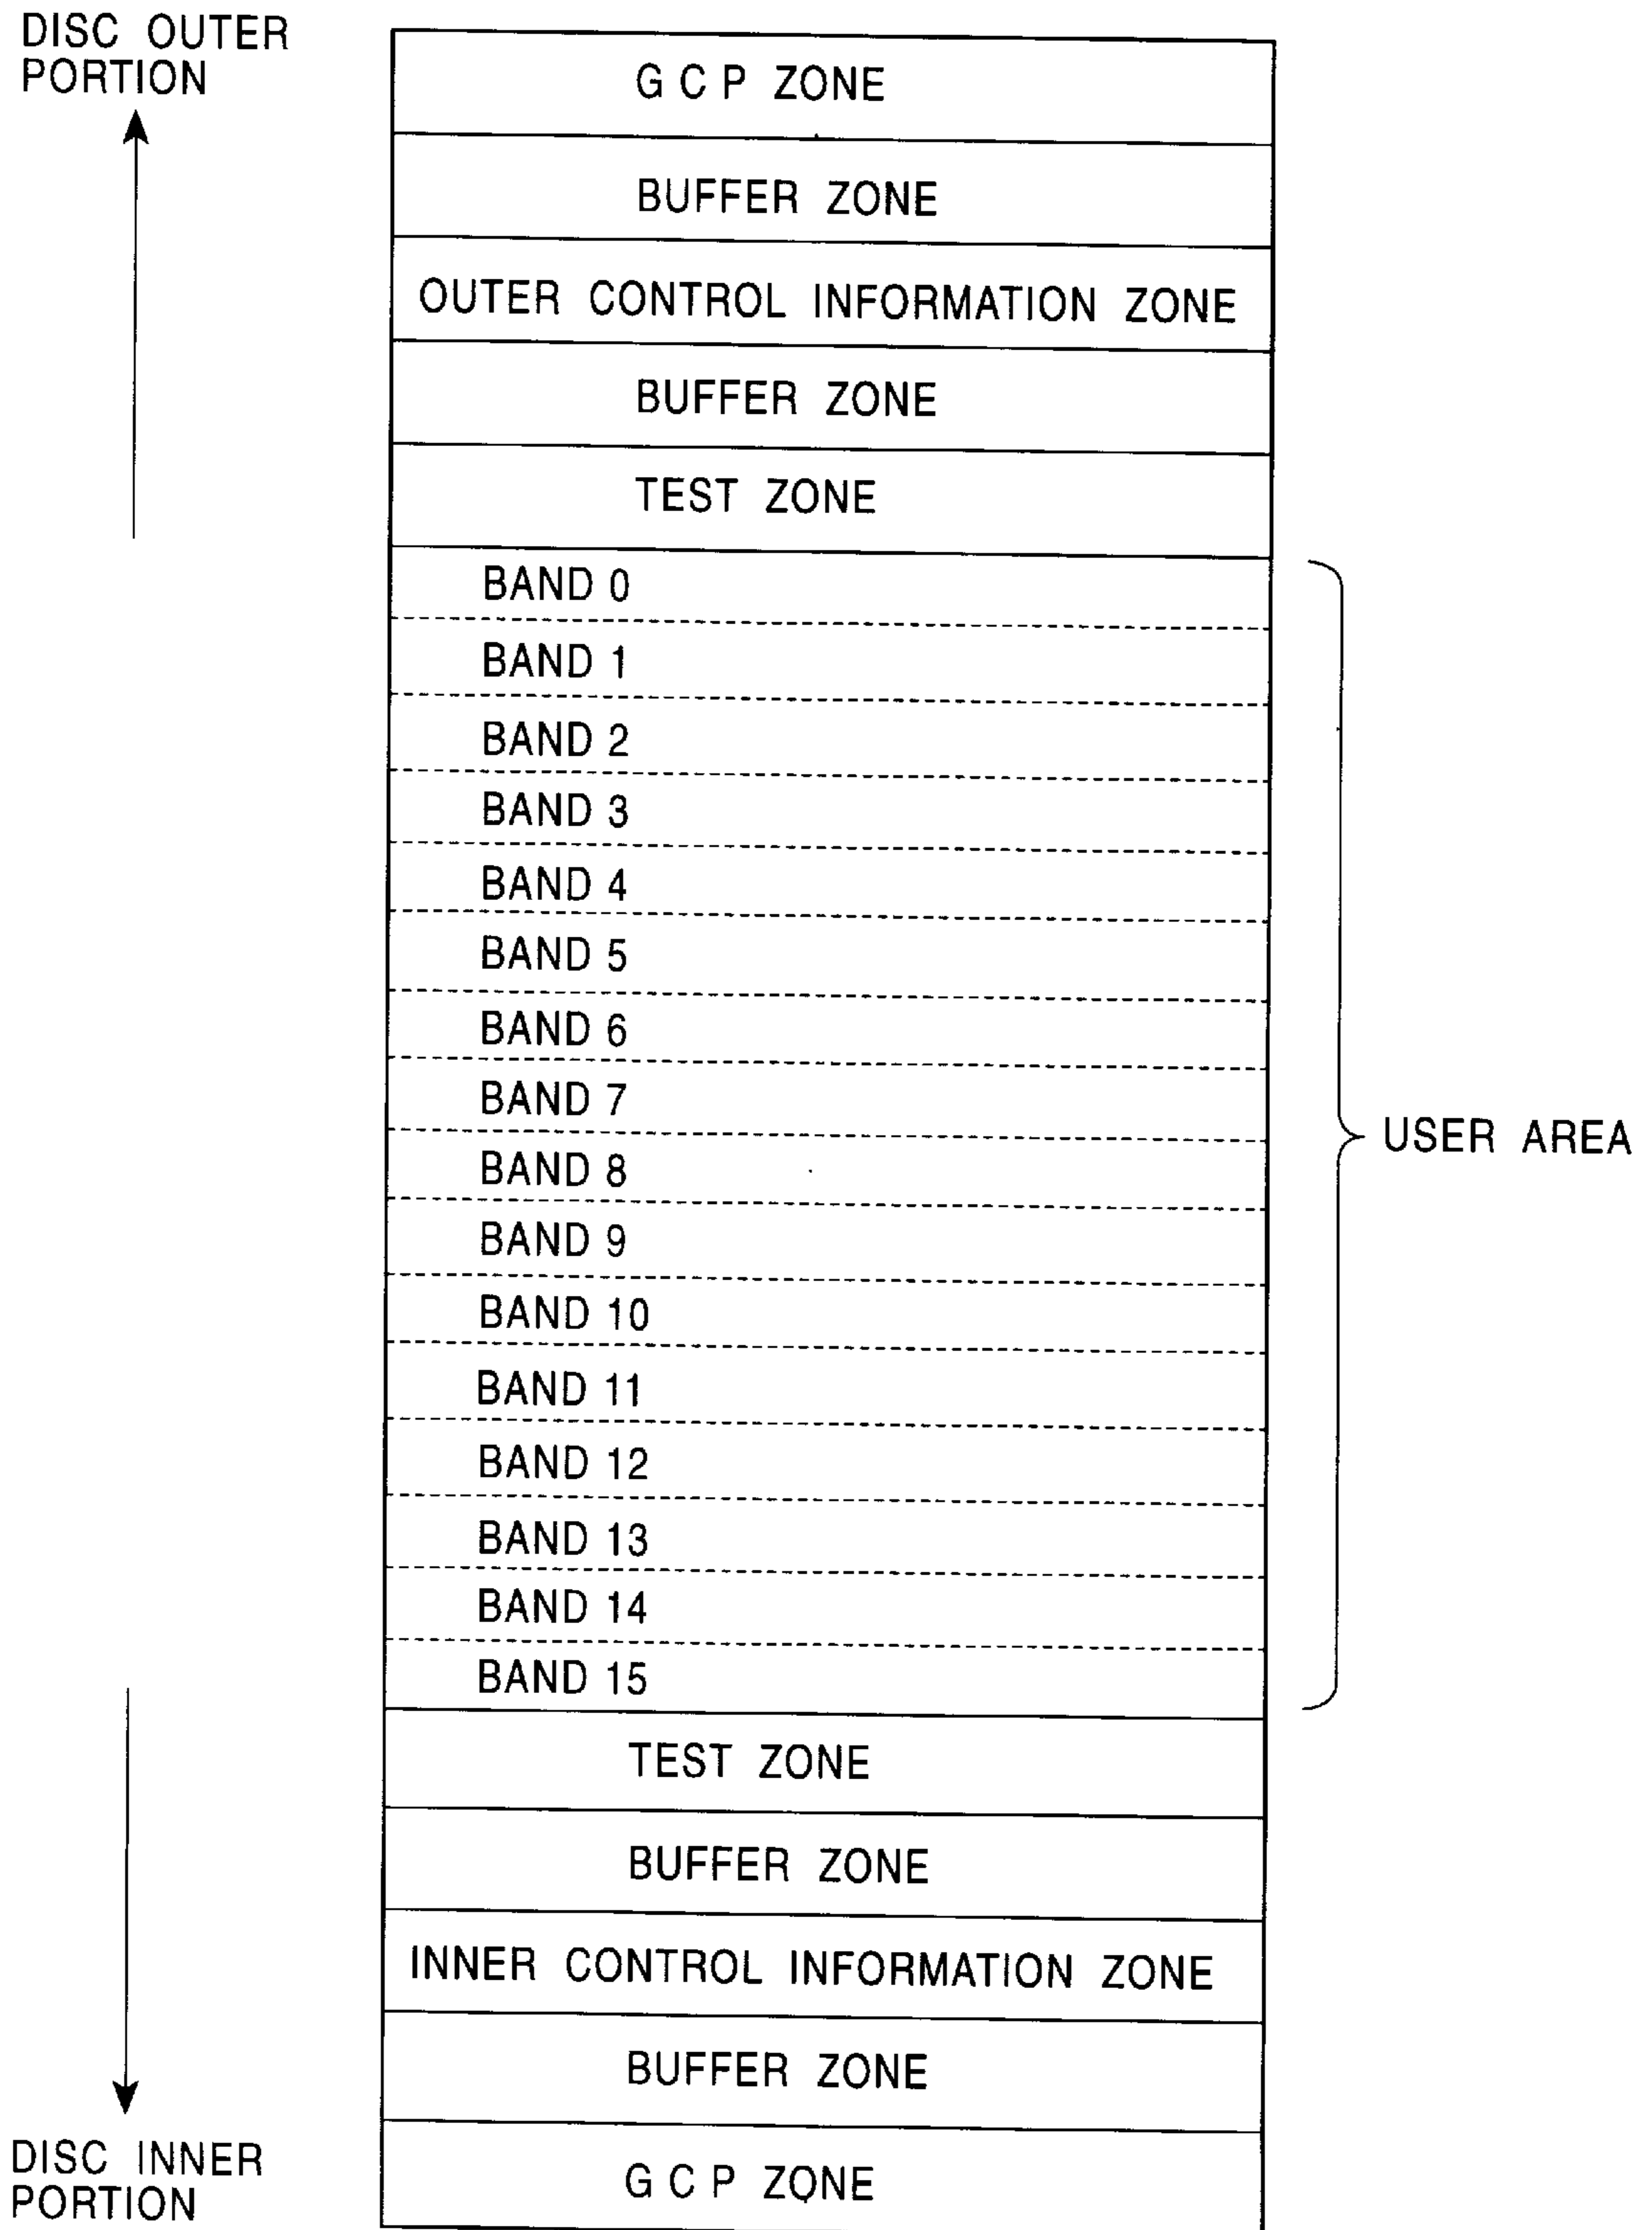 DISC OUTER
PORTION
G C P ZONE
BUFFER ZONE
OUTER CONTROL INFORMATION ZONE
BUFFER ZONE
TEST ZONE
BAND 0
BAND 1
BAND 2
BAND 3
BAND 4
BAND 5
BAND 6
BAND 7
BAND 8
BAND 9
BAND 10
BAND 11
BAND 12
BAND 13
BAND 14
BAND 15
USER AREA
TEST ZONE
BUFFER ZONE
INNER CONTROL INFORMATION ZONE
BUFFER ZONE
G C P ZONE
DISC INNER
PORTION